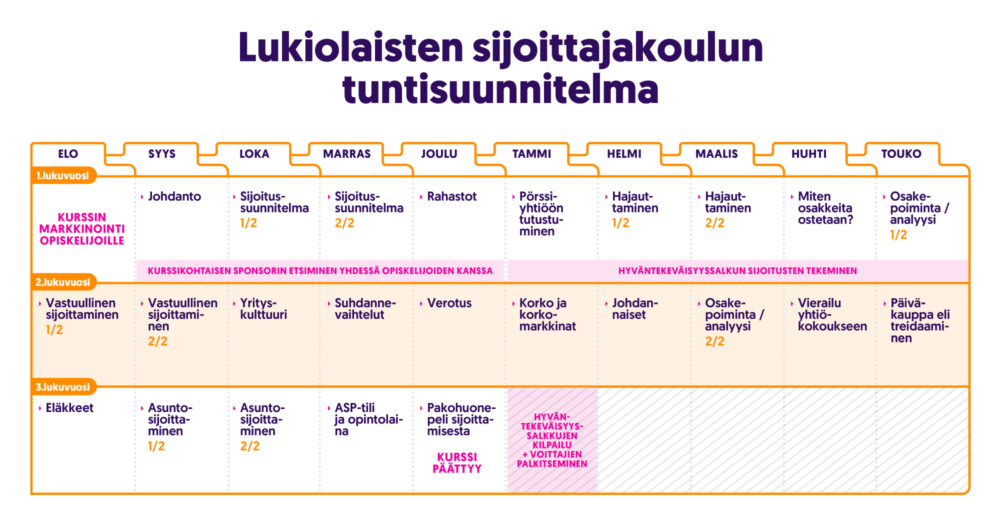 Lukiolaisten sijoittajakoulun
tuntisuunnitelma
ELO
SYYS
LOKA
MARRAS
JOULU
TAMMI
HELMI
MAALIS
HUHTI
TOUKO
1.lukuvuosi
KURSSIN
MARKKINOINTI
OPISKELIJOILLE
Johdanto
Sijoitus-
suunnitelma
1/2
Sijoitus-
suunnitelma
2/2
Rahastot
Pörssi-
yhtiöön
tutustu-
minen
Hajaut-
taminen
1/2
Hajaut-
taminen
2/2
Miten
osakkeita
ostetaan?
Osake-
poiminta /
analyysi
1/2
KURSSIKOHTAISEN SPONSORIN ETSIMINEN YHDESSÄ OPISKELIJOIDEN KANSSA
HYVÄNTEKEVÄISYYSSALKUN SIJOITUSTEN TEKEMINEN
2.lukuvuosi
Vastuullinen
sijoittaminen
1/2
Vastuullinen
sijoittami-
nen
2/2
Yritys-
kulttuuri
Suhdanne-
vaihtelut
Verotus
Korko ja
korko-
markkinat
Johdan-
naiset
Osake-
poiminta /
analyysi
2/2
Vierailu
yhtiö-
kokoukseen
Päivä-
kauppa eli
treidaami-
nen
3.lukuvuosi
Eläkkeet
Asunto-
sijoitta-
minen
1/2
Asunto-
sijoitta-
minen
2/2
ASP-tili
ja opintolai-
na
Pakohuone-
peli sijoitta-
misesta
KURSSI
PÄÄTTYY
HYVÄN-
TEKEVÄISYYS-
SALKKUJEN
KILPAILU
+ VOITTAJIEN
PALKITSEMINEN